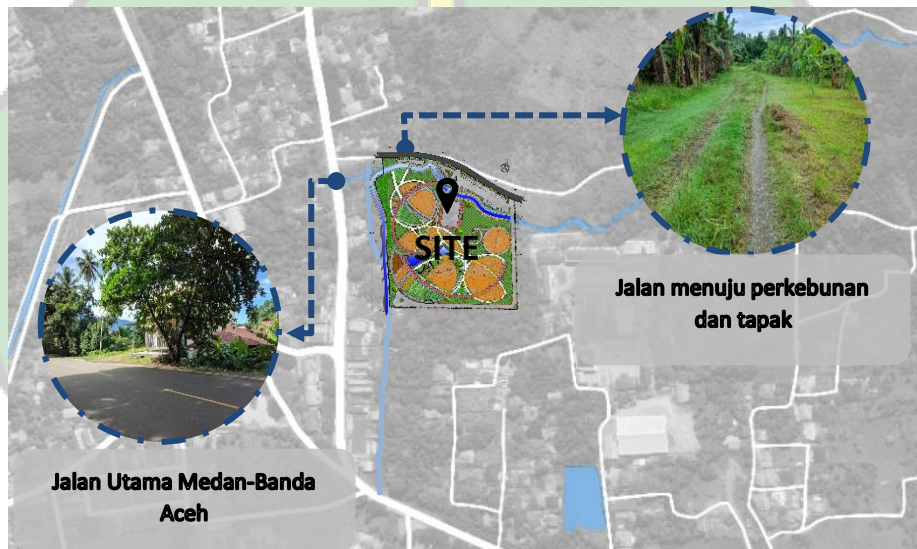 SITE
Jalan menuju perkebunan
dan tapak
Jalan Utama Medan-Banda
Aceh